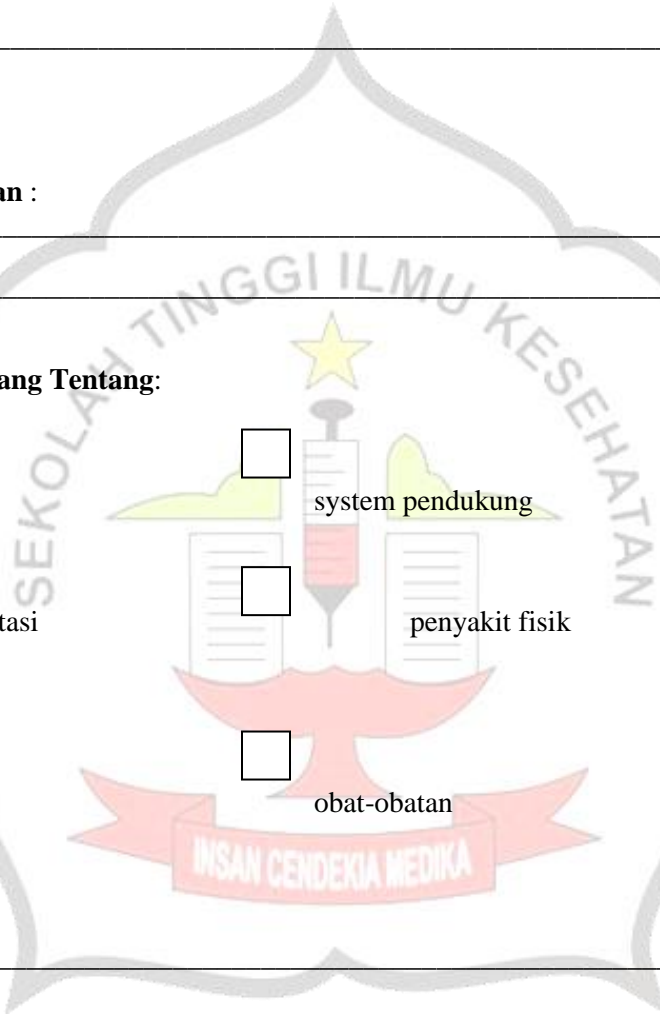 an :
SEKOLAH TINGGI ILMU KESEHATAN
ang Tentang:
system pendukung
tasi penyakit fisik
obat-obatan
INSAN CENDEKIA MEDIKA